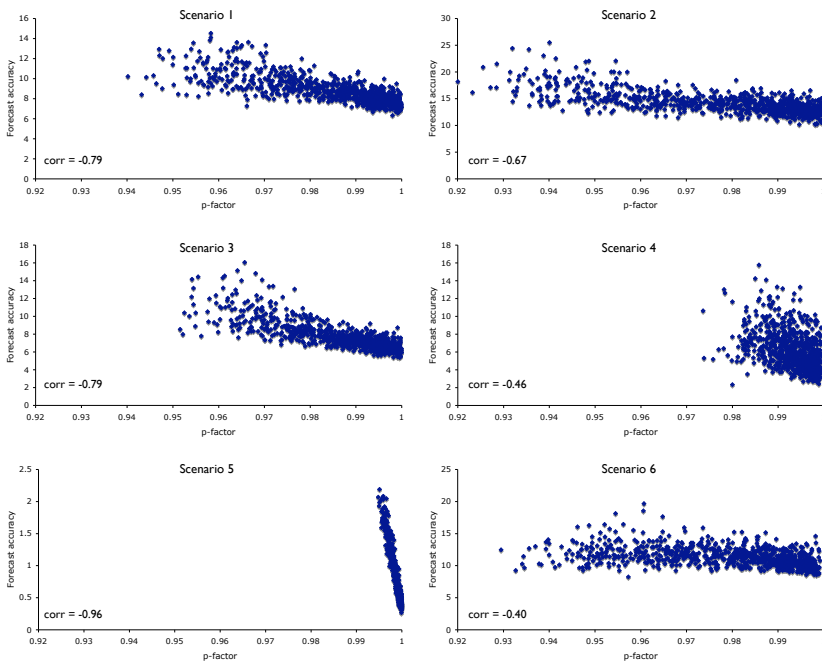 Scenario 1
Forecast accuracy
16
14
12
10
8
6
4
2
0
corr = -0.79
0.92 0.93 0.94 0.95 0.96 0.97 0.98 0.99 1
p-factor
Scenario 2
Forecast accuracy
30
25
20
15
10
5
0
corr = -0.67
0.92 0.93 0.94 0.95 0.96 0.97 0.98 0.99
p-factor
Scenario 3
Forecast accuracy
18
16
14
12
10
8
6
4
2
0
corr = -0.79
0.92 0.93 0.94 0.95 0.96 0.97 0.98 0.99 1
p-factor
Scenario 4
Forecast accuracy
18
16
14
12
10
8
6
4
2
0
corr = -0.46
0.92 0.93 0.94 0.95 0.96 0.97 0.98 0.99
p-factor
Scenario 5
Forecast accuracy
2.5
2
1.5
1
0.5
0
corr = -0.96
0.92 0.93 0.94 0.95 0.96 0.97 0.98 0.99 1
p-factor
Scenario 6
Forecast accuracy
25
20
15
10
5
0
corr = -0.40
0.92 0.93 0.94 0.95 0.96 0.97 0.98 0.99
p-factor